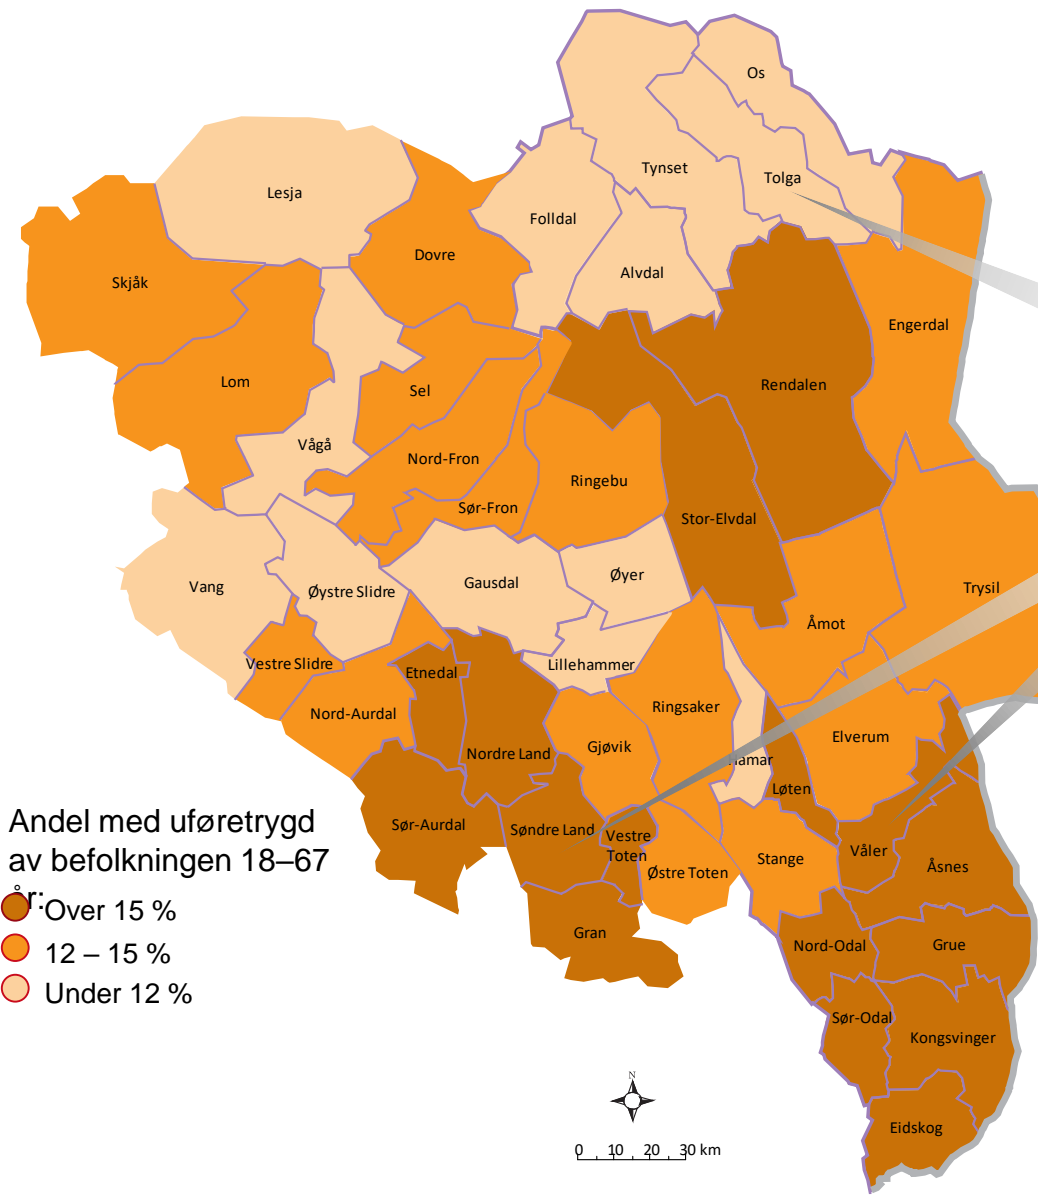 Os
Tynset
Tolga
Lesja
Folldal
Dovre
Alvdal
Skjåk
Engerdal
Lom
Rendalen
Sel
Vågå
Nord-Fron
Ringebu
Sør-Fron
Stor-Elvdal
Vang
Øystre Slidre
Gausdal
Øyer
Trysil
Åmot
Vestre Slidre
Etnedal
Lillehammer
Nord-Aurdal
Ringsaker
Nordre Land
Gjøvik
Elverum
Hamar
Løten
Sør-Aurdal
Søndre Land
Vestre
Toten
Østre Toten
Stange
Våler
Åsnes
Gran
Nord-Odal
Grue
Sør-Odal
Kongsvinger
Eidskog
Andel med uføretrygd
av befolkningen 18–67
år:
Over 15 %
12 – 15 %
Under 12 %
N
0 10 20 30 km